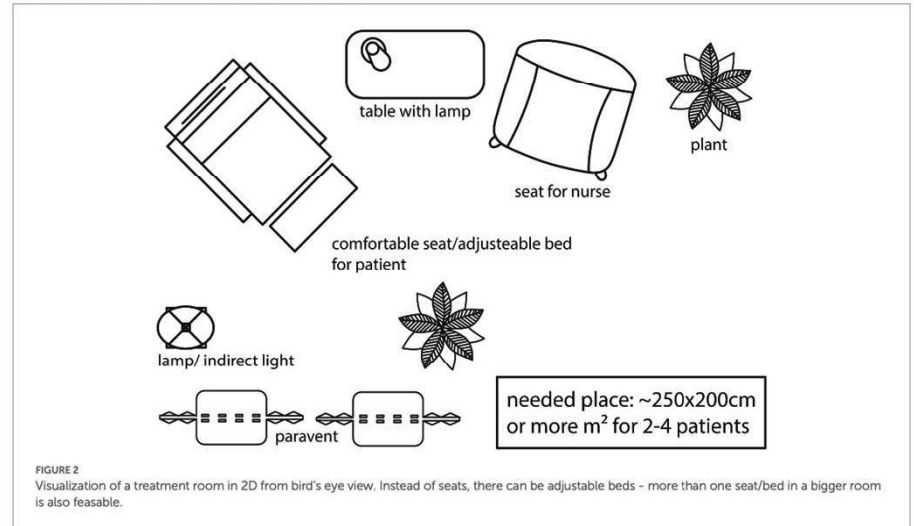 table with lamp
plant
seat for nurse
comfortable seat/adjusteable bed
for patient
lamp/ indirect light
paravent
needed place: ~250x200cm
or more m² for 2-4 patients
FIGURE 2
Visualization of a treatment room in 2D from bird's eye view. Instead of seats, there can be adjustable beds - more than one seat/bed in a bigger room
is also feasable.